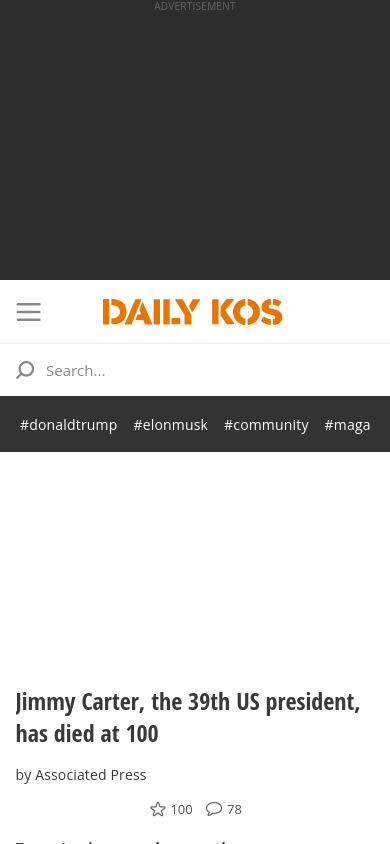 ADVERTISEMENT
DAILY KOS
Search...
#donaldtrump #elonmusk #community #maga
Jimmy Carter, the 39th US president,
has died at 100
by Associated Press
100 78